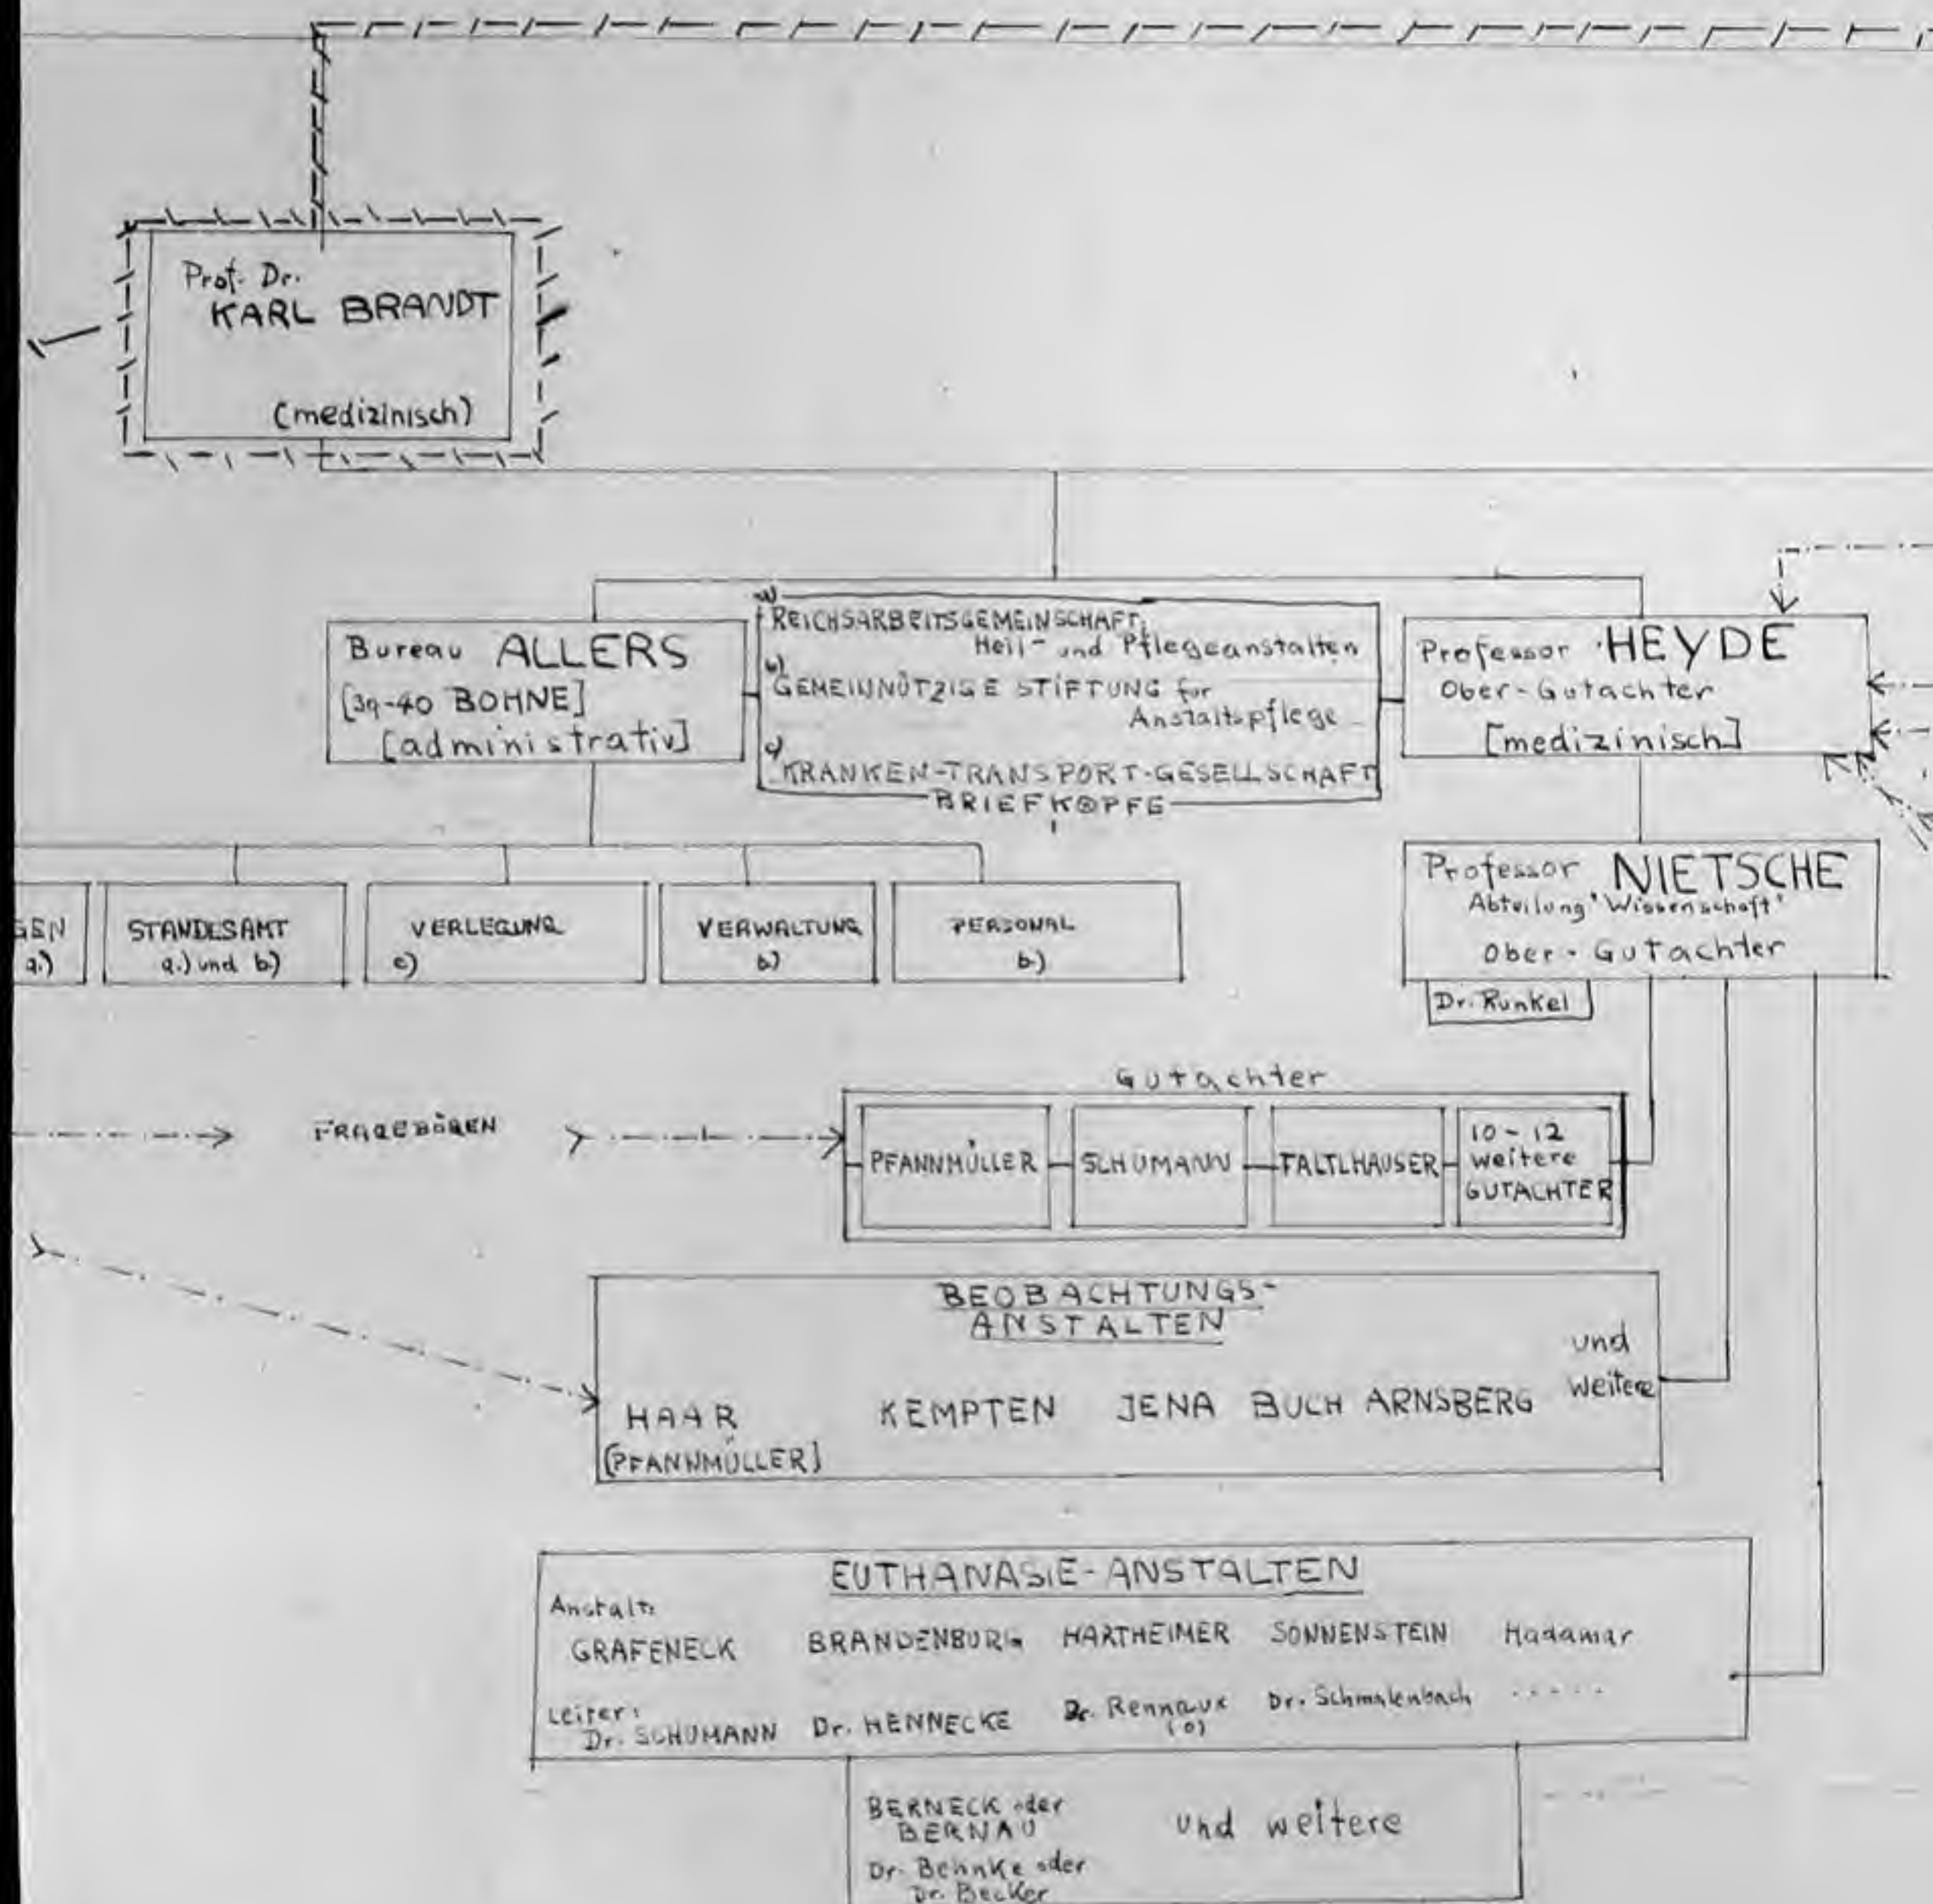 Prof. Dr.
KARL BRANDT
(medizinisch)
Bureau ALLERS
[39-40 BOHNE]
[administrativ]
a)
REICHSARBEITSGEMEINSCHAFT
Heil- und Pflegeanstalten
b)
GEMEINNÜTZIGE STIFTUNG for
Anstaltspflege
c)
KRANKEN-TRANSPORT-GESELLSCHAFT
BRIEFKOPFE
Professor HEYDE
Ober-Gutachter
[medizinisch]
Professor NIETSCHE
Abteilung 'Wissenschaft'
Ober-Gutachter
Dr. Runkel
GEN
a.)
STANDESAMT
a.) und b.)
VERLEGUNG
c)
VERWALTUNG
b.)
PERSONAL
b.)
Gutachter
FRAGEBÖGEN
PFANNMÜLLER
SCHUMANN
FALTLHAUSER
10-12
weitere
GUTACHTER
BEOBACHTUNGS-
ANSTALTEN
und
weitere
HAAR KEMPTEN JENA BUCH ARNSBERG
[PFANNMÜLLER]
EUTHANASIE-ANSTALTEN
Anstalt:
GRAFENECK BRANDENBURG HARTHEIMER SONNENSTEIN Hadamar
Leiter:
Dr. SCHUMANN Dr. HENNECKE Dr. Rennaux Dr. Schmalenbach .....
(o)
BERNECK oder
BERNAU
und weitere
Dr. Behnke oder
Dr. Becker